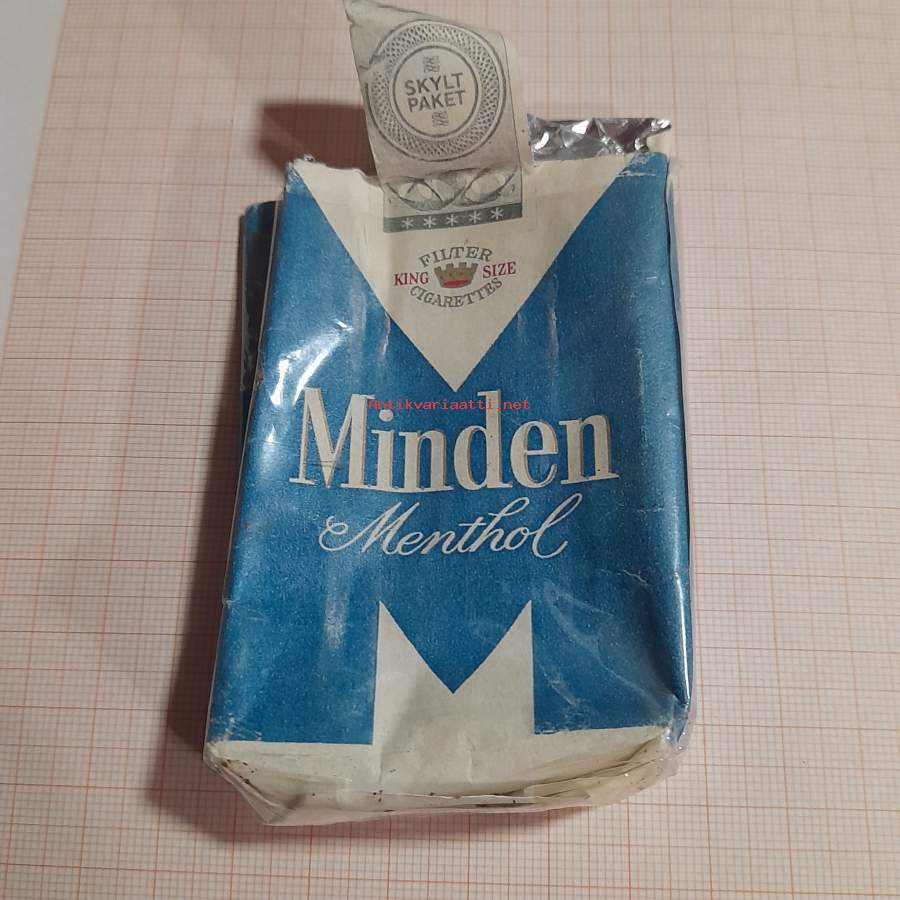 SKYLT
PAKET
*****
FILTER
KING SIZE
CIGARETTES
Antikvariaatti.net
Minden
Menthol